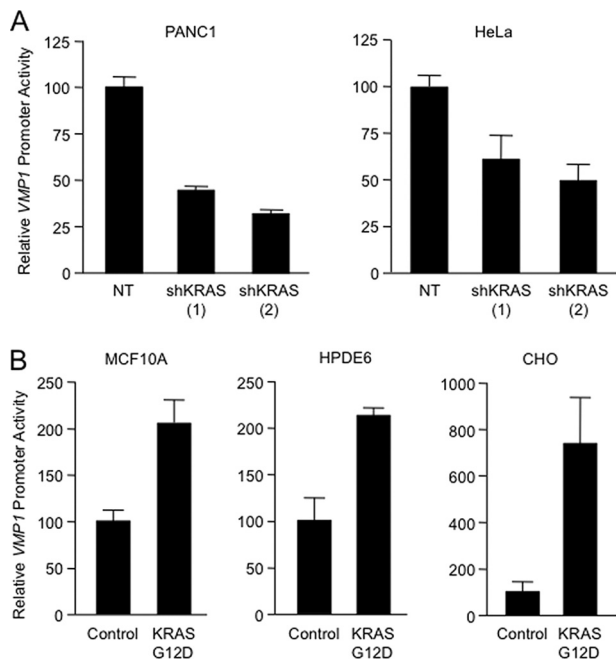 A
PANC1
HeLa
Relative VMP1 Promoter Activity
125
100
75
50
25
0
NT
shKRAS
(1)
shKRAS
(2)
125
100
75
50
25
0
NT
shKRAS
(1)
shKRAS
(2)
B
MCF10A
HPDE6
CHO
Relative VMP1 Promoter Activity
250
200
150
100
50
0
Control
KRAS
G12D
250
200
150
100
50
0
Control
KRAS
G12D
1000
800
600
400
200
0
Control
KRAS
G12D